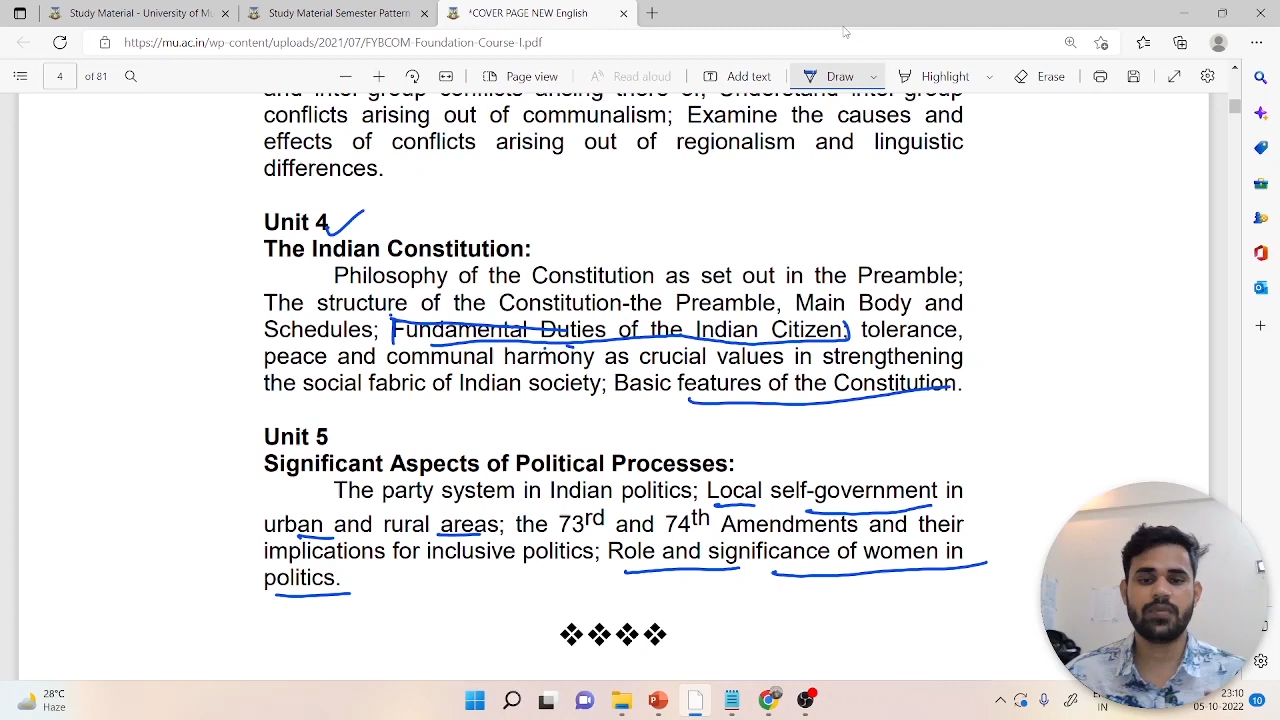 Study Material - University of Mu
Study Material Semester Pattern
*COVER PAGE NEW English
https://mu.ac.in/wp-content/uploads/2021/07/FYBCOM-Foundation-Course-I.pdf
4 of 81
Page view
Read aloud
Add text
Draw
Highlight
Erase
conflicts arising out of communalism; Examine the causes and
effects of conflicts arising out of regionalism and linguistic
differences.
Unit 4
The Indian Constitution:
Philosophy of the Constitution as set out in the Preamble;
The structure of the Constitution-the Preamble, Main Body and
Schedules; Fundamental Duties of the Indian Citizen; tolerance,
peace and communal harmony as crucial values in strengthening
the social fabric of Indian society; Basic features of the Constitution.
Unit 5
Significant Aspects of Political Processes:
The party system in Indian politics; Local self-government in
urban and rural areas; the 73rd and 74th Amendments and their
implications for inclusive politics; Role and significance of women in
politics.
28°C
Haze
IN
23:10
05-10-2022
10